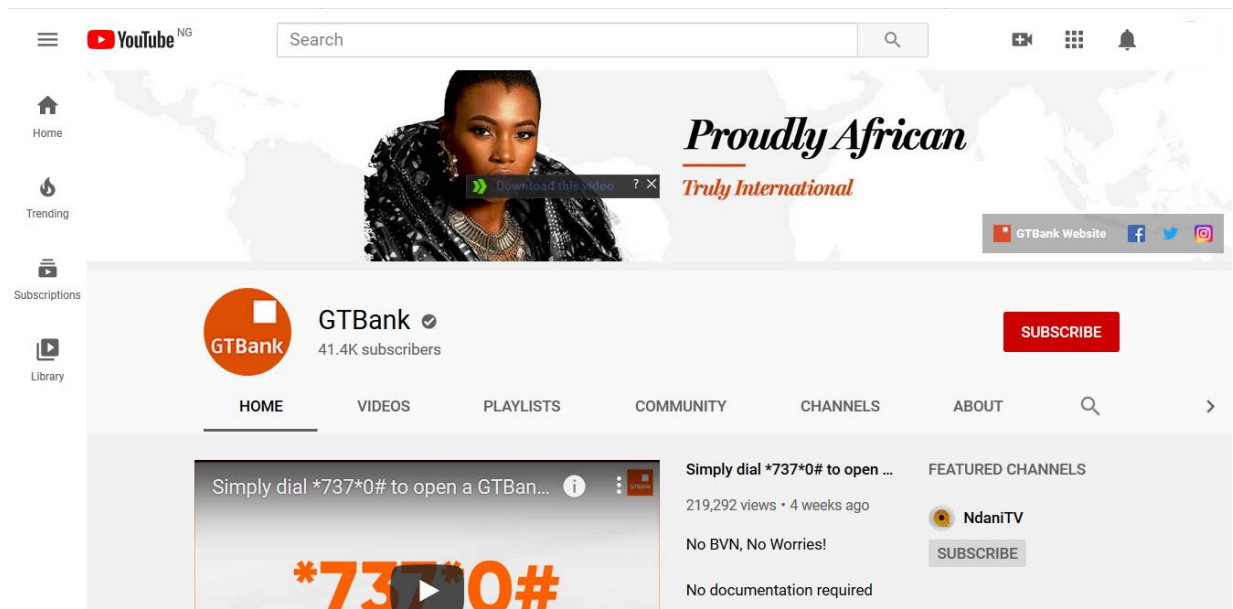 YouTube NG
Search
Home
Trending
Subscriptions
Library
Proudly African
Truly International
Download this video ? ×
GTBank Website
GTBank
GTBank
41.4K subscribers
SUBSCRIBE
HOME VIDEOS PLAYLISTS COMMUNITY CHANNELS ABOUT
Simply dial *737*0# to open a GTBan...
*737*0#
Simply dial *737*0# to open ...
219,292 views • 4 weeks ago
No BVN, No Worries!
No documentation required
FEATURED CHANNELS
NdaniTV
SUBSCRIBE